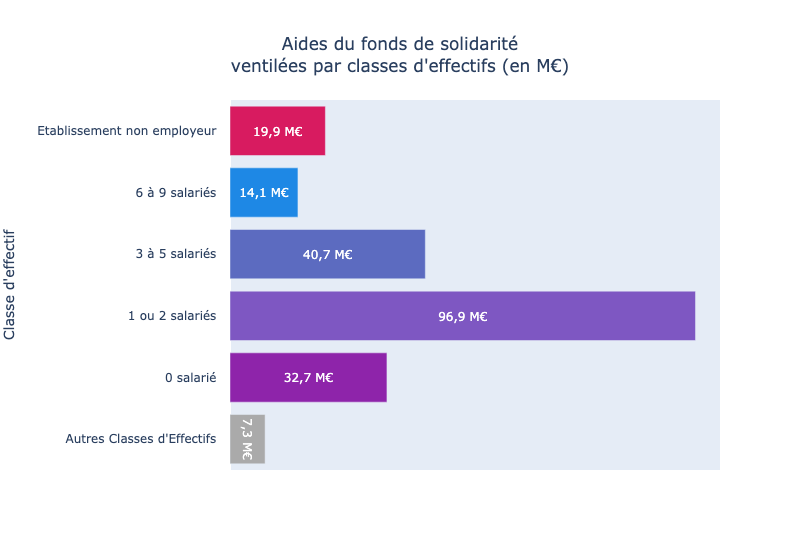 Aides du fonds de solidarité
ventilées par classes d'effectifs (en M€)
Classe d'effectif
Etablissement non employeur
19,9 M€
6 à 9 salariés
14,1 M€
3 à 5 salariés
40,7 M€
1 ou 2 salariés
96,9 M€
0 salarié
32,7 M€
Autres Classes d'Effectifs
7,3 M€